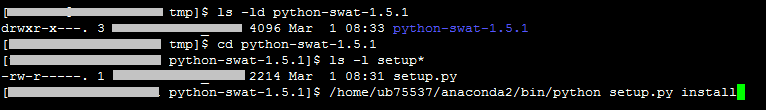 [ tmp]$ ls -ld python-swat-1.5.1
drwxr-x---. 3 4096 Mar 1 08:33 python-swat-1.5.1
[ tmp]$ cd python-swat-1.5.1
[ python-swat-1.5.1]$ ls -l setup*
-rw-r-----. 1 2214 Mar 1 08:31 setup.py
[ python-swat-1.5.1]$ /home/ub75537/anaconda2/bin/python setup.py install